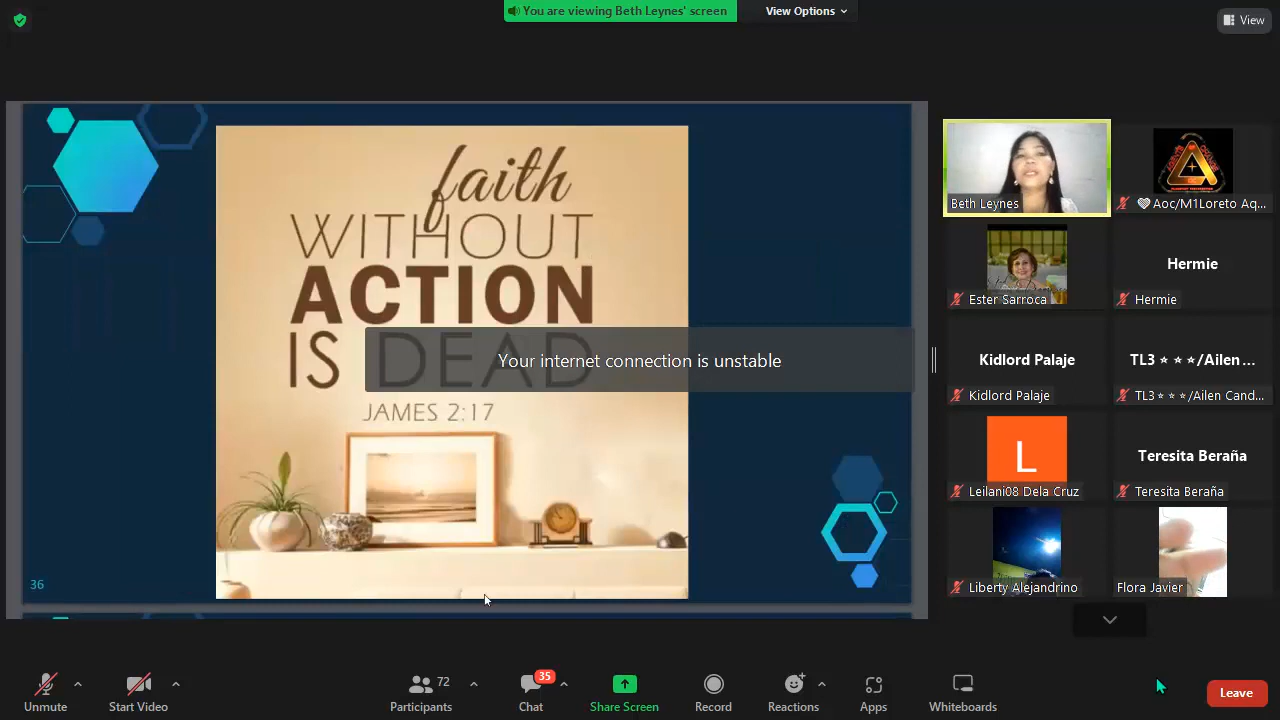 You are viewing Beth Leynes' screen
View Options
View
faith
WITHOUT
ACTION
IS DEAD
JAMES 2:17
Your internet connection is unstable
36
Beth Leynes
Aoc/M1Loreto Aq...
Ester Sarroca
Hermie
Hermie
Kidlord Palaje
Kidlord Palaje
TL3⭑⭑⭑/Ailen ...
TL3⭑⭑⭑/Ailen Cand...
L
Leilani08 Dela Cruz
Teresita Beraña
Teresita Beraña
Liberty Alejandrino
Flora Javier
Unmute
Start Video
72
Participants
35
Chat
Share Screen
Record
Reactions
Apps
Whiteboards
Leave